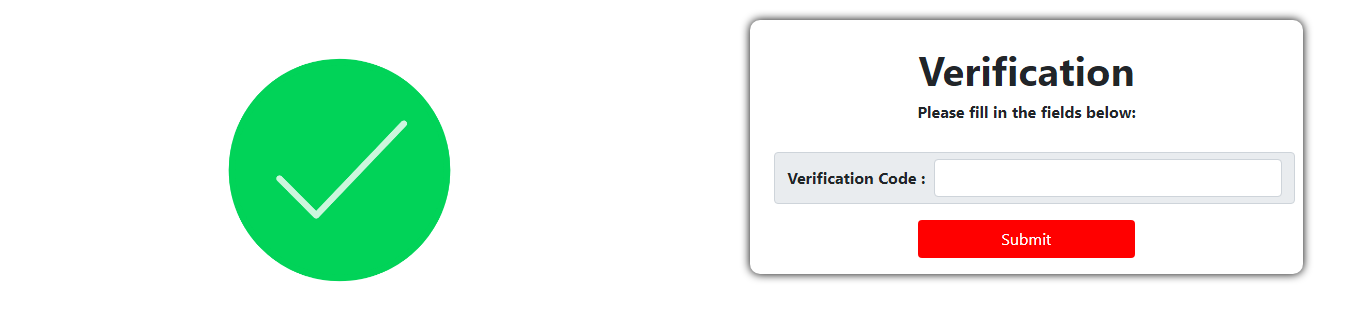 Verification
Please fill in the fields below:
Verification Code :
Submit